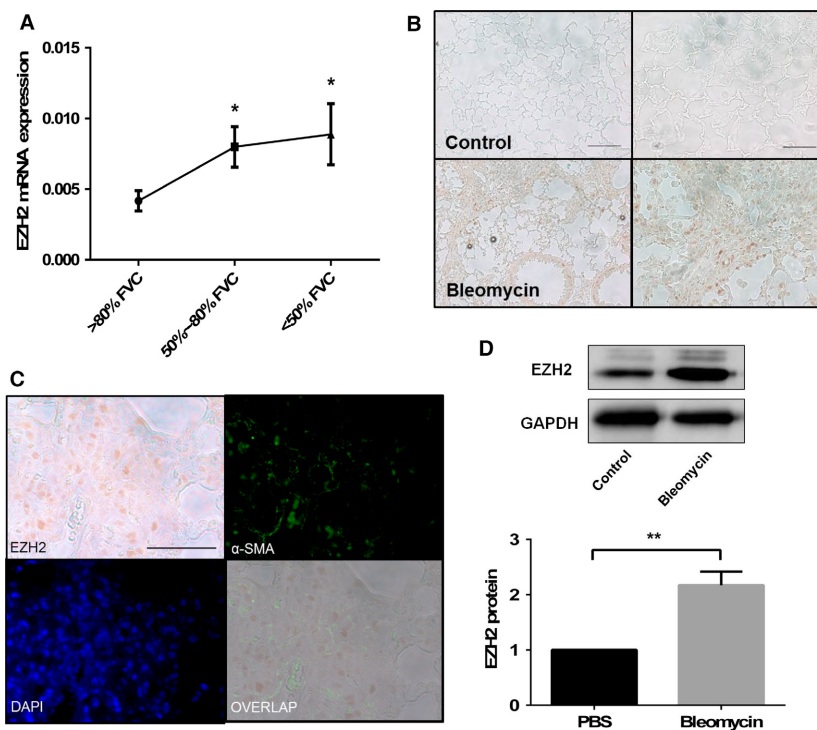 A
EZH2 mRNA expression
0.015
0.010
0.005
0.000
*
*
>80% FVC
50%~80% FVC
<50% FVC
B
Control
Bleomycin
C
EZH2
α-SMA
DAPI
OVERLAP
D
EZH2
GAPDH
Control
Bleomycin
**
EZH2 protein
3
2
1
0
PBS
Bleomycin